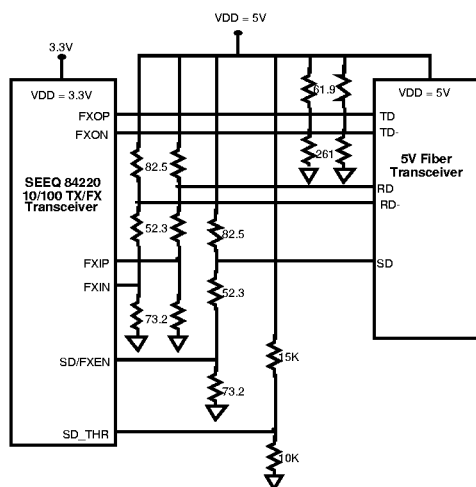 VDD = 5V
3.3V
VDD = 3.3V
VDD = 5V
FXOP
TD
FXON
TD-
61.9
261
82.5
SEEQ 84220
10/100 TX/FX
Transceiver
5V Fiber
Transceiver
RD
RD-
52.3
82.5
FXIP
SD
FXIN
52.3
73.2
SD/FXEN
15K
73.2
SD_THR
10K